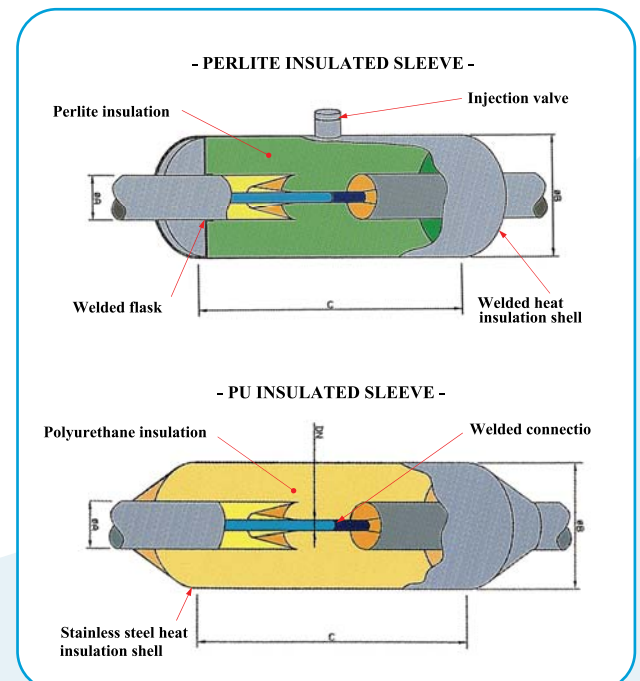 - PERLITE INSULATED SLEEVE -
Perlite insulation
Injection valve
øA
øB
Welded flask
C
Welded heat
insulation shell
- PU INSULATED SLEEVE -
Polyurethane insulation
DN
Welded connectio
øA
øB
Stainless steel heat
insulation shell
C